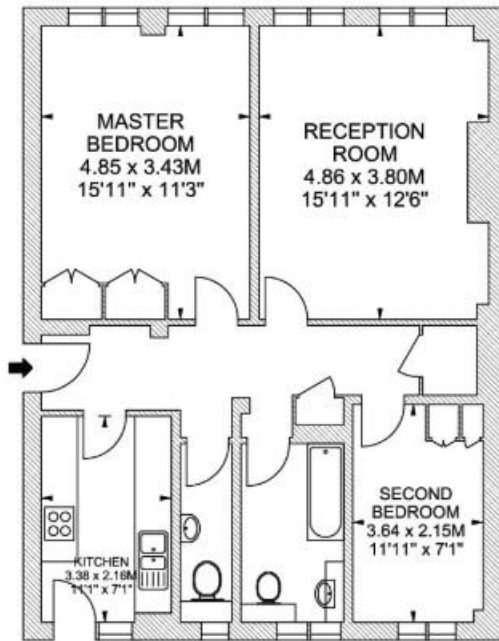 MASTER
BEDROOM
4.85 x 3.43M
15'11" x 11'3"
RECEPTION
ROOM
4.86 x 3.80M
15'11" x 12'6"
KITCHEN
3.38 x 2.16M
11'1" x 7'1"
SECOND
BEDROOM
3.64 x 2.15M
11'11" x 7'1"